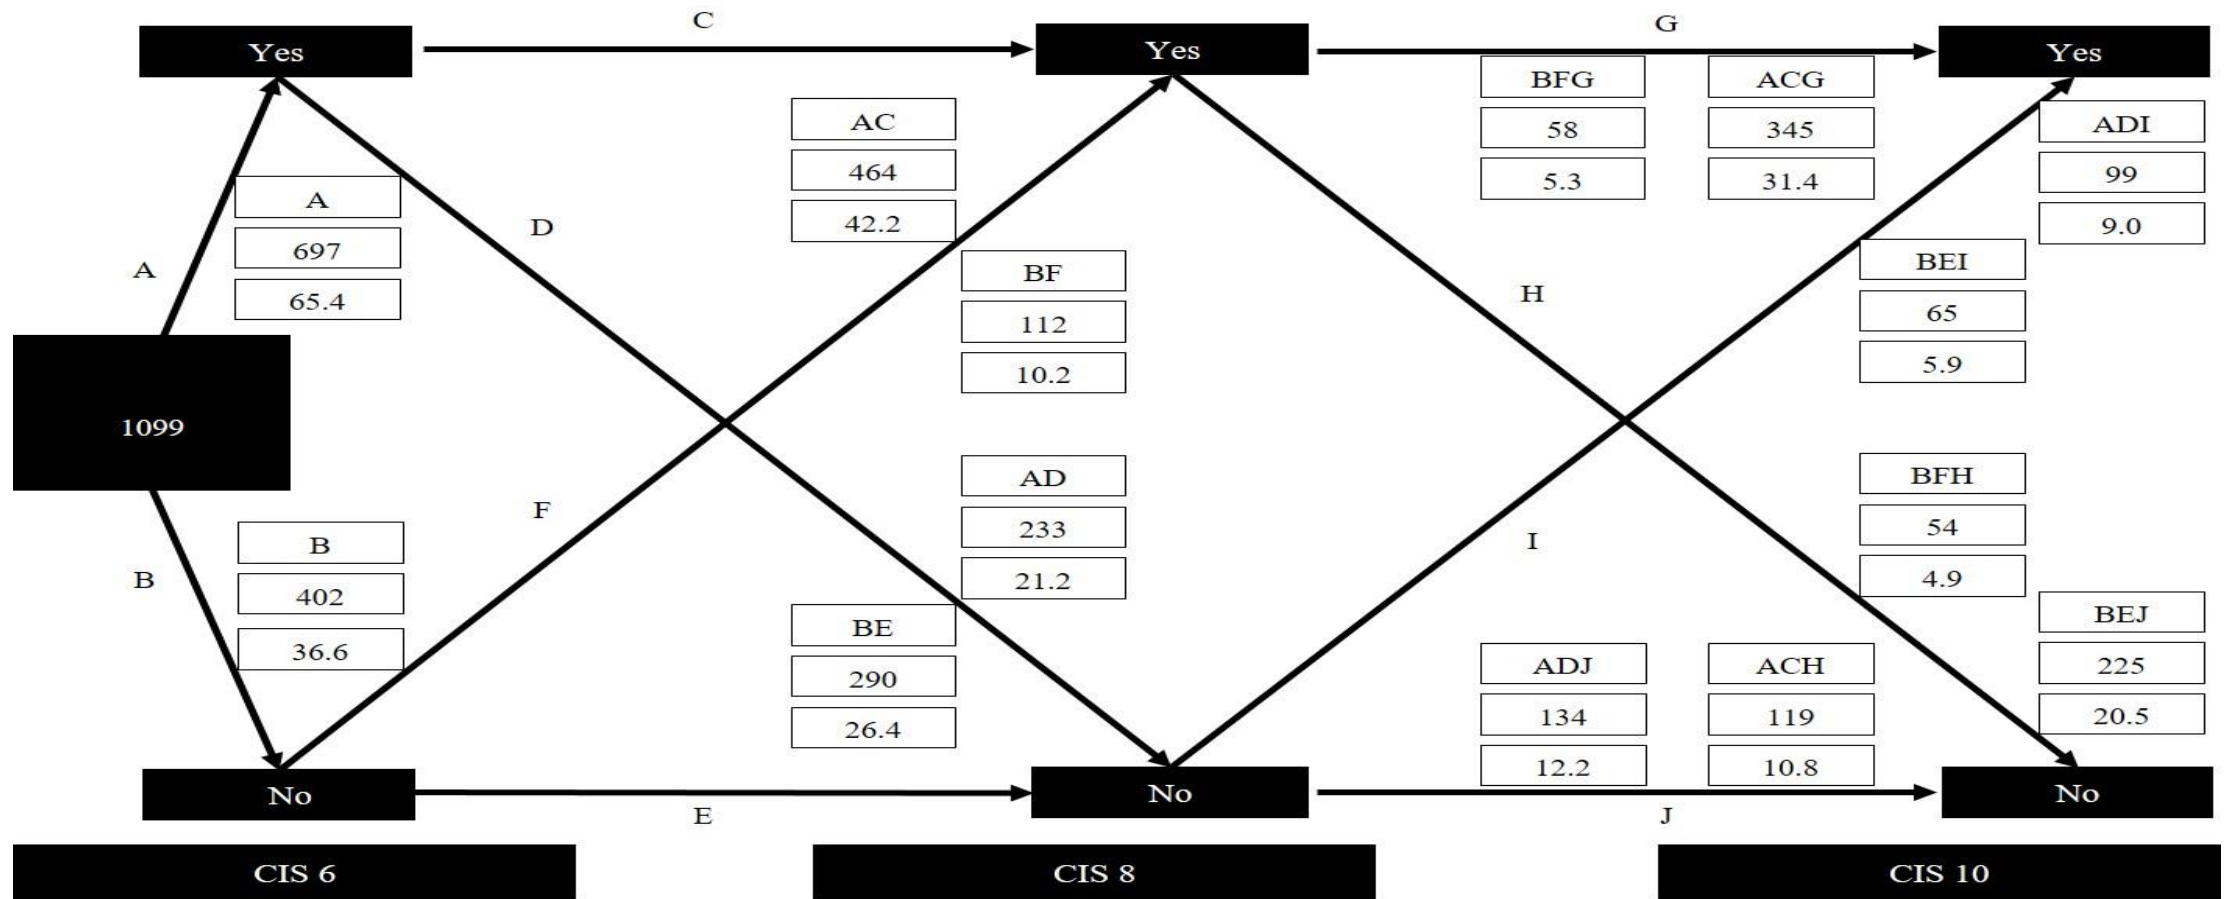 C
G
Yes
Yes
Yes
BFG
ACG
58
345
5.3
31.4
AC
464
42.2
ADI
99
9.0
A
697
65.4
A
D
BF
112
10.2
H
BEI
65
5.9
1099
AD
233
21.2
BFH
54
4.9
F
I
B
402
36.6
B
BE
290
26.4
BEJ
225
20.5
ADJ
134
12.2
ACH
119
10.8
No
No
No
E
J
CIS 6
CIS 8
CIS 10